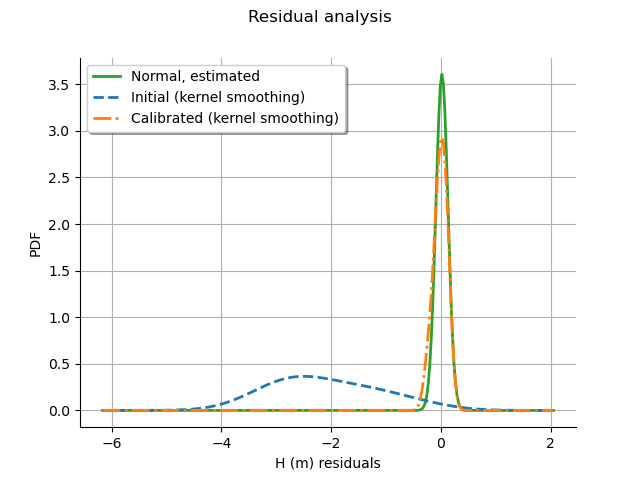 Residual analysis
Normal, estimated
Initial (kernel smoothing)
Calibrated (kernel smoothing)
3.5
3.0
2.5
2.0
1.5
1.0
0.5
0.0
PDF
−6
−4
−2
0
2
H (m) residuals